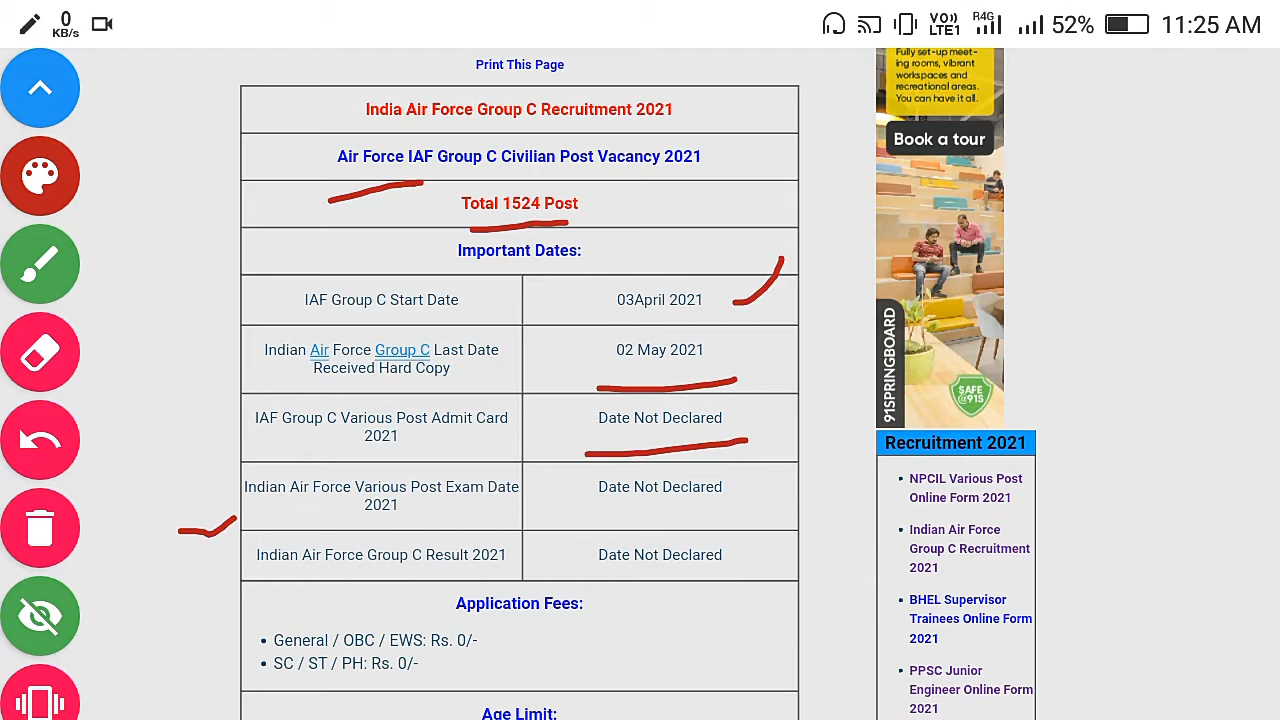 0
KB/s
VO))
LTE1
R4G
52%
11:25 AM
Print This Page
India Air Force Group C Recruitment 2021
Air Force IAF Group C Civilian Post Vacancy 2021
Total 1524 Post
Important Dates:
IAF Group C Start Date
03April 2021
Indian Air Force Group C Last Date
Received Hard Copy
02 May 2021
IAF Group C Various Post Admit Card
2021
Date Not Declared
Indian Air Force Various Post Exam Date
2021
Date Not Declared
Indian Air Force Group C Result 2021
Date Not Declared
Application Fees:
• General / OBC / EWS: Rs. 0/-
• SC / ST / PH: Rs. 0/-
Age Limit:
Fully set-up meet-
ing rooms, vibrant
workspaces and
recreational areas.
You can have it all.
Book a tour
91SPRINGBOARD
SAFE
@91S
Recruitment 2021
• NPCIL Various Post
Online Form 2021
• Indian Air Force
Group C Recruitment
2021
• BHEL Supervisor
Trainees Online Form
2021
• PPSC Junior
Engineer Online Form
2021